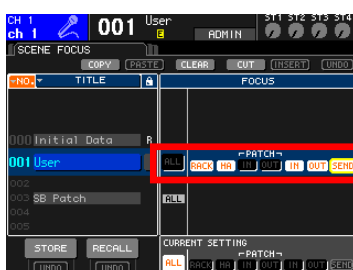 CH 1
ch 1
001
User
E
ADMIN
ST1 ST2 ST3 ST4
SCENE FOCUS
COPY (PASTE) CLEAR CUT (INSERT) (UNDO)
NO. TITLE FOCUS
000 Initial Data R
PATCH
001 User ALL RACK HA IN OUT IN OUT SEND
002
003 SB Patch ALL
004
005
STORE RECALL
UNDO UNDO
CURRENT SETTING
PATCH
ALL RACK HA IN OUT IN OUT SEND